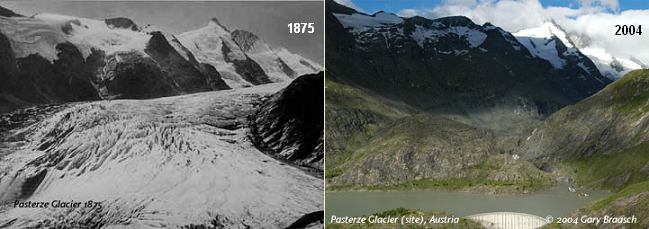 1875
Pasterze Glacier 1875
2004
Pasterze Glacier (site), Austria © 2004 Gary Braasch